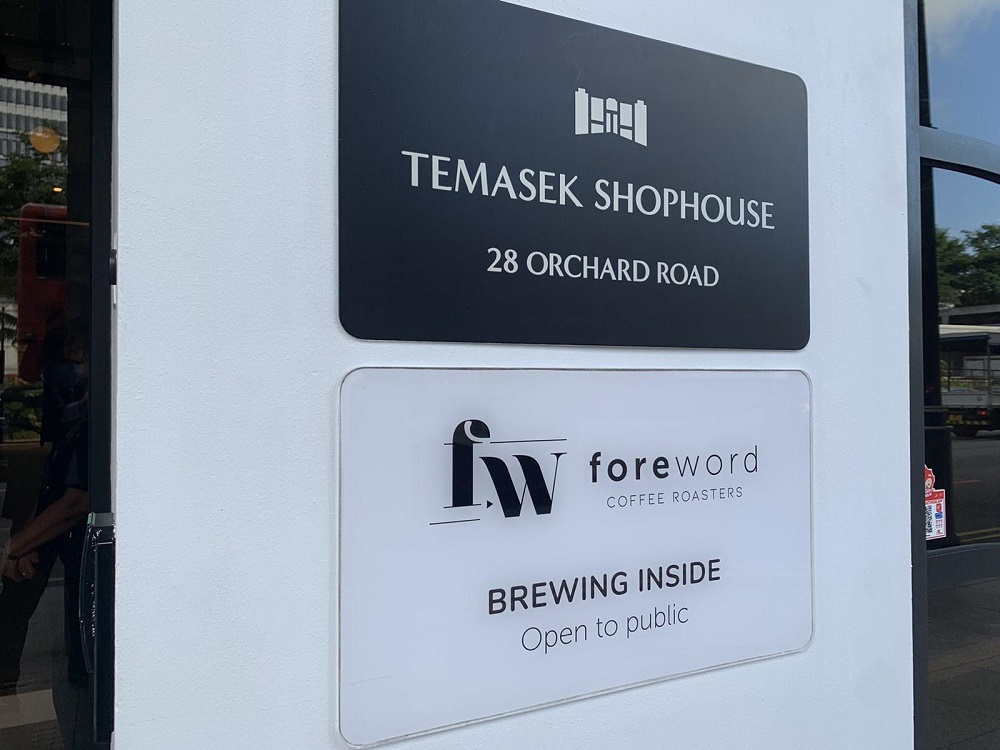 TEMASEK SHOPHOUSE
28 ORCHARD ROAD
fw
foreword
COFFEE ROASTERS
BREWING INSIDE
Open to public